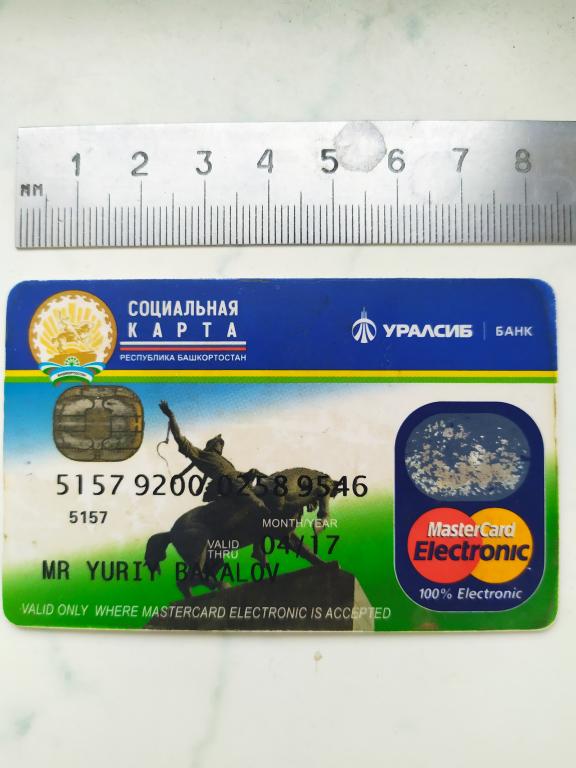 1 2 3 4 5 6 7 8
мм
СОЦИАЛЬНАЯ
КАРТА
РЕСПУБЛИКА БАШКОРТОСТАН
БАШКОРТОСТАН
УРАЛСИБ | БАНК
5157 9200 0258 9546
5157
MONTH/YEAR
VALID THRU 04/17
MR YURIY BAKALOV
VALID ONLY WHERE MASTERCARD ELECTRONIC IS ACCEPTED
MasterCard
Electronic
100% Electronic